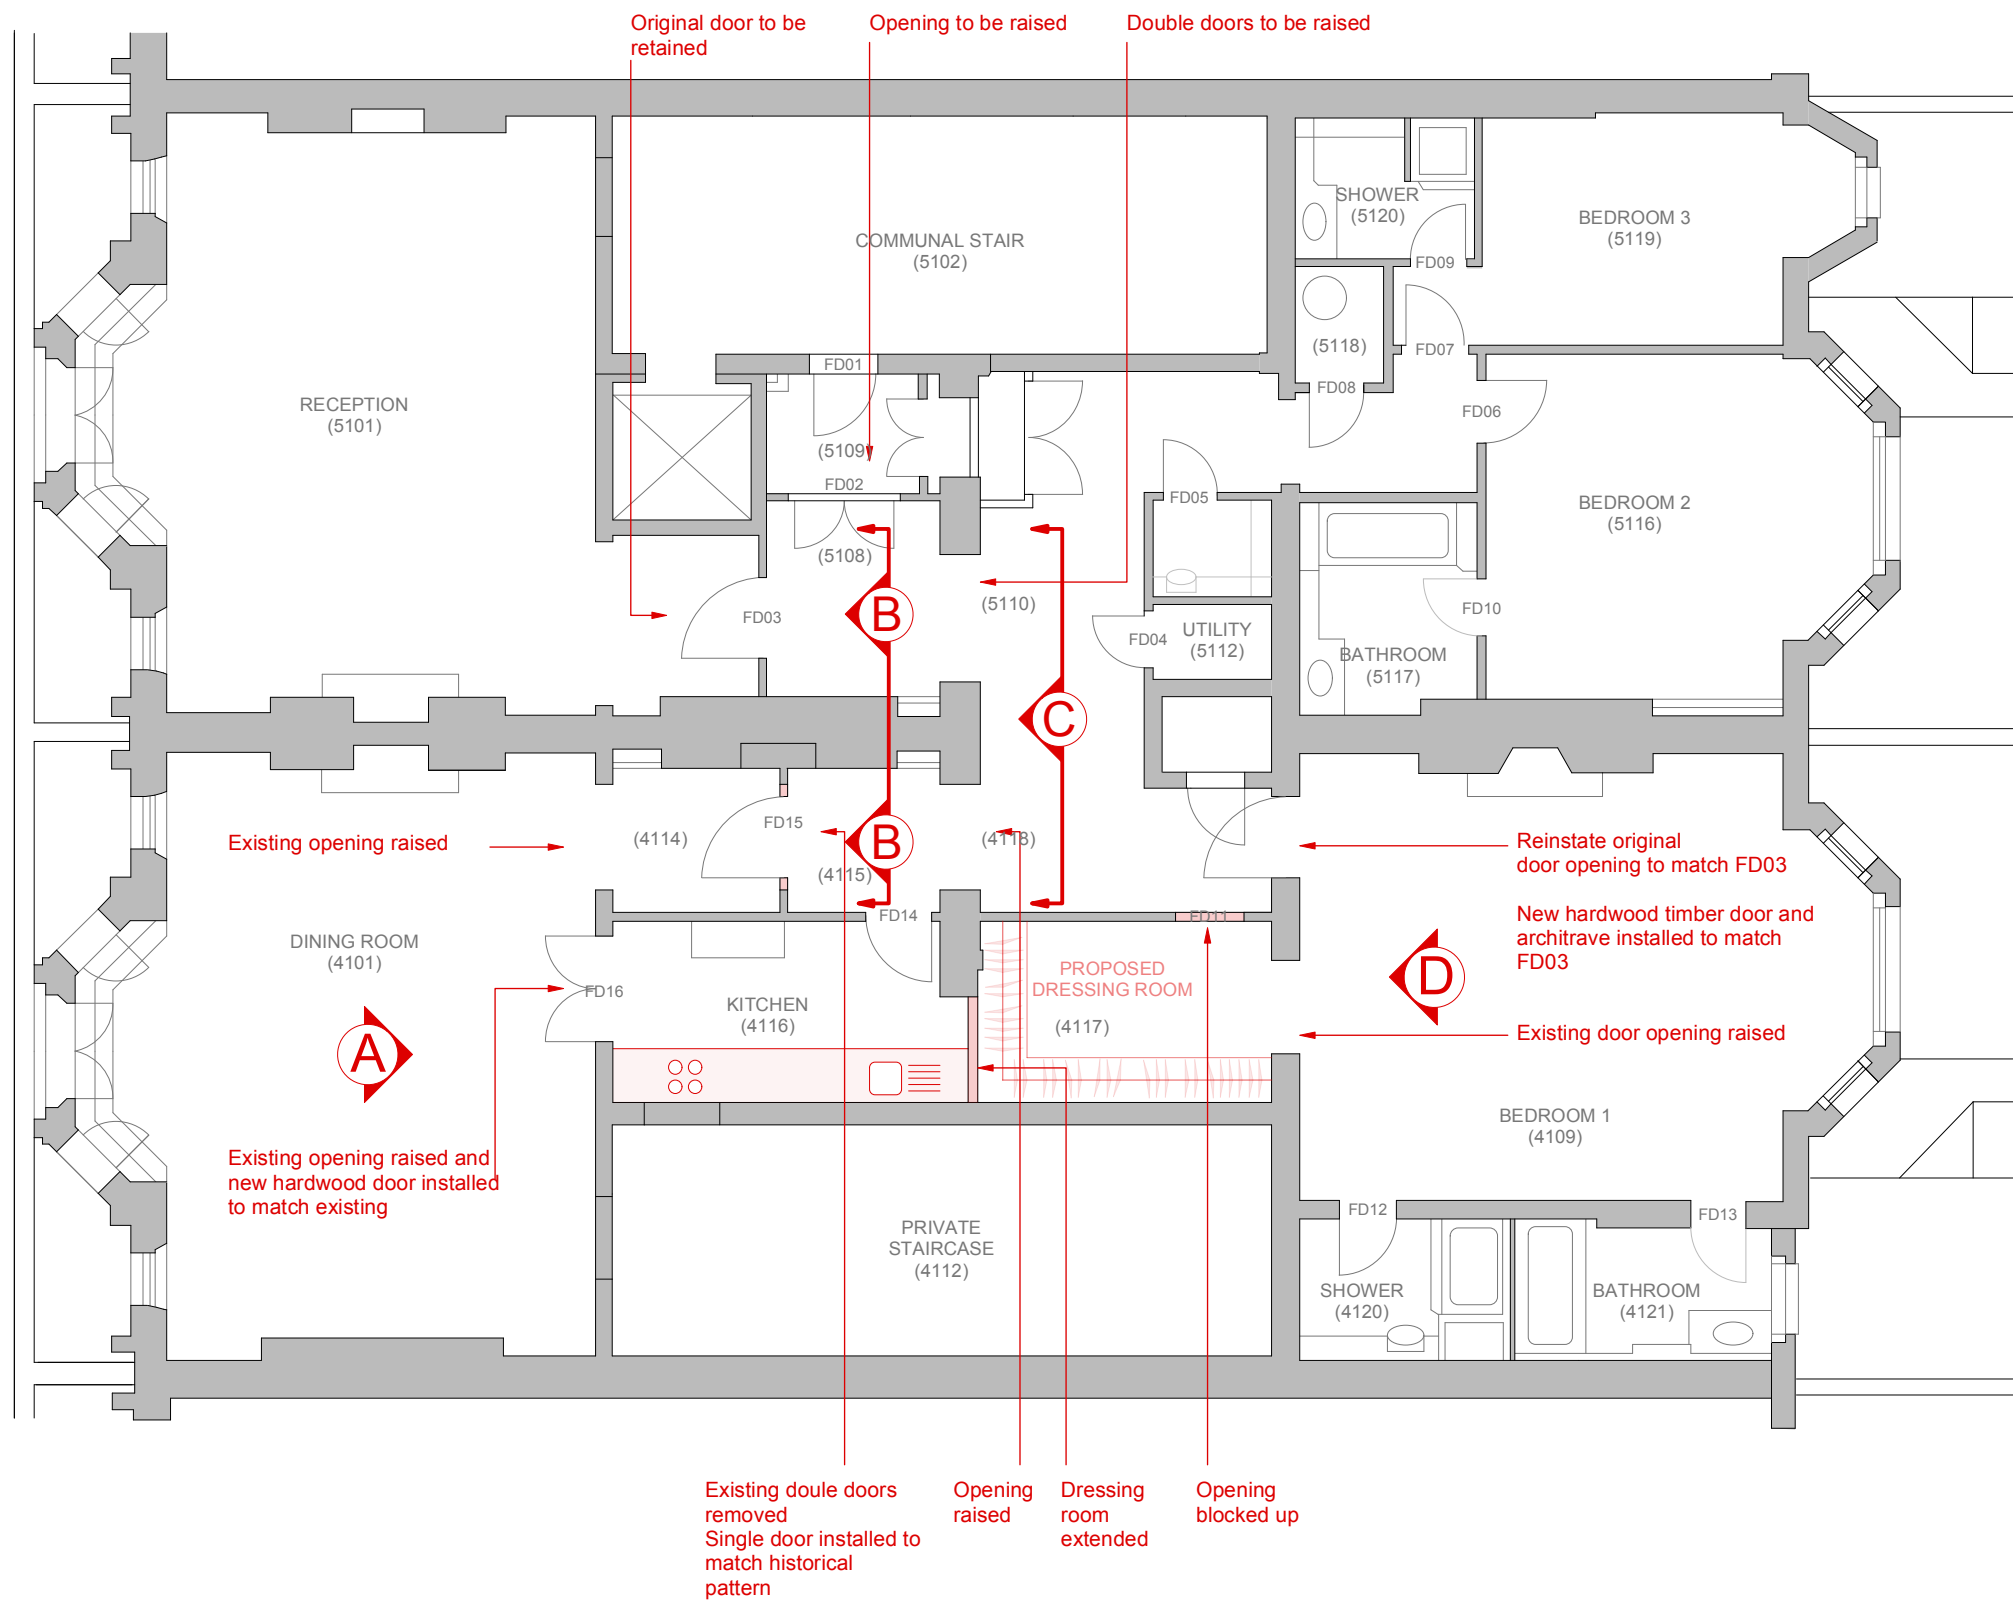 Original door to be
retained
Opening to be raised
Double doors to be raised
SHOWER
(5120)
BEDROOM 3
(5119)
COMMUNAL STAIR
(5102)
FD09
(5118)
FD07
FD01
FD08
RECEPTION
(5101)
FD06
(5109)
FD02
FD05
BEDROOM 2
(5116)
(5108)
B
(5110)
FD03
FD04
UTILITY
(5112)
FD10
BATHROOM
(5117)
C
Existing opening raised
(4114)
FD15
B
(4118)
(4115)
Reinstate original
door opening to match FD03
New hardwood timber door and
architrave installed to match
FD03
FD14
FD11
DINING ROOM
(4101)
PROPOSED
DRESSING ROOM
(4117)
D
FD16
KITCHEN
(4116)
Existing door opening raised
A
BEDROOM 1
(4109)
Existing opening raised and
new hardwood door installed
to match existing
FD12
FD13
PRIVATE
STAIRCASE
(4112)
SHOWER
(4120)
BATHROOM
(4121)
Existing doule doors
removed
Single door installed to
match historical
pattern
Opening
raised
Dressing
room
extended
Opening
blocked up